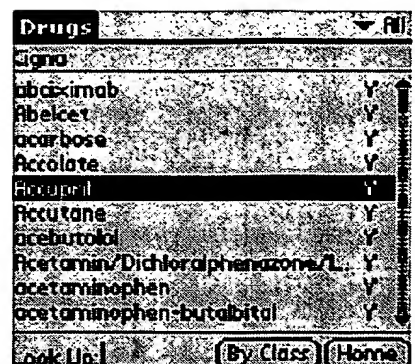 Drugs All
Cigna
abciximab Y
Abelcet Y
acarbose Y
Accolate Y
Accupril Y
Accutane Y
acebutolol Y
Acetamin/Dichloralphenazone/I... Y
acetaminophen Y
acetaminophen-butalbital Y
Look Up: By Class Home